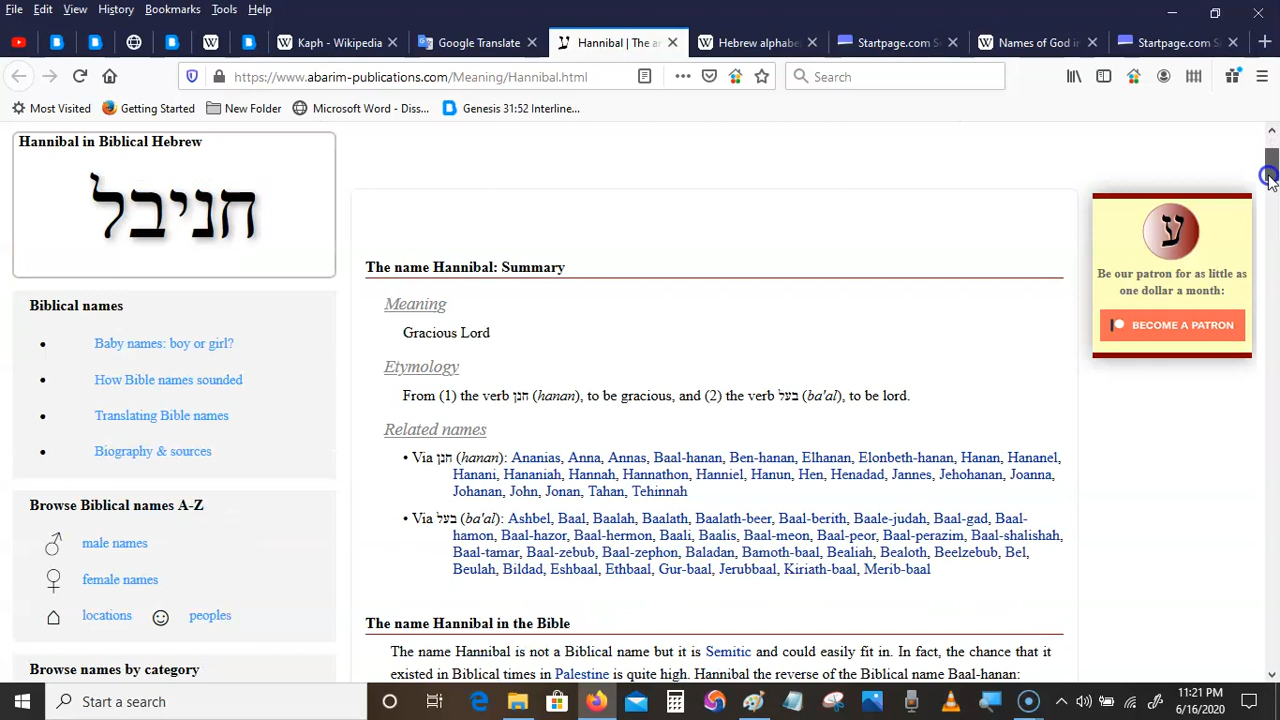 File Edit View History Bookmarks Tools Help
Kaph - Wikipedia
Google Translate
Hannibal | The a
Hebrew alphabe
Startpage.com S
Names of God in
Startpage.com S
https://www.abarim-publications.com/Meaning/Hannibal.html
Search
Most Visited Getting Started New Folder Microsoft Word - Diss... Genesis 31:52 Interline...
Hannibal in Biblical Hebrew
חניבל
Biblical names
Baby names: boy or girl?
How Bible names sounded
Translating Bible names
Biography & sources
Browse Biblical names A-Z
male names
female names
locations peoples
Browse names by category
The name Hannibal: Summary
Meaning
Gracious Lord
Etymology
From (1) the verb חנן (hanan), to be gracious, and (2) the verb בעל (ba'al), to be lord.
Related names
• Via חנן (hanan): Ananias, Anna, Annas, Baal-hanan, Ben-hanan, Elhanan, Elonbeth-hanan, Hanan, Hananel,
Hanani, Hananiah, Hannah, Hannathon, Hanniel, Hanun, Hen, Henadad, Jannes, Jehohanan, Joanna,
Johanan, John, Jonan, Tahan, Tehinnah
• Via בעל (ba'al): Ashbel, Baal, Baalah, Baalath, Baalath-beer, Baal-berith, Baale-judah, Baal-gad, Baal-
hamon, Baal-hazor, Baal-hermon, Baali, Baalis, Baal-meon, Baal-peor, Baal-perazim, Baal-shalishah,
Baal-tamar, Baal-zebub, Baal-zephon, Baladan, Bamoth-baal, Bealiah, Bealoth, Beelzebub, Bel,
Beulah, Bildad, Eshbaal, Ethbaal, Gur-baal, Jerubbaal, Kiriath-baal, Merib-baal
The name Hannibal in the Bible
The name Hannibal is not a Biblical name but it is Semitic and could easily fit in. In fact, the chance that it
existed in Biblical times in Palestine is quite high. Hannibal the reverse of the Biblical name Baal-hanan:
ע
Be our patron for as little as
one dollar a month:
BECOME A PATRON
Start a search
11:21 PM
6/16/2020